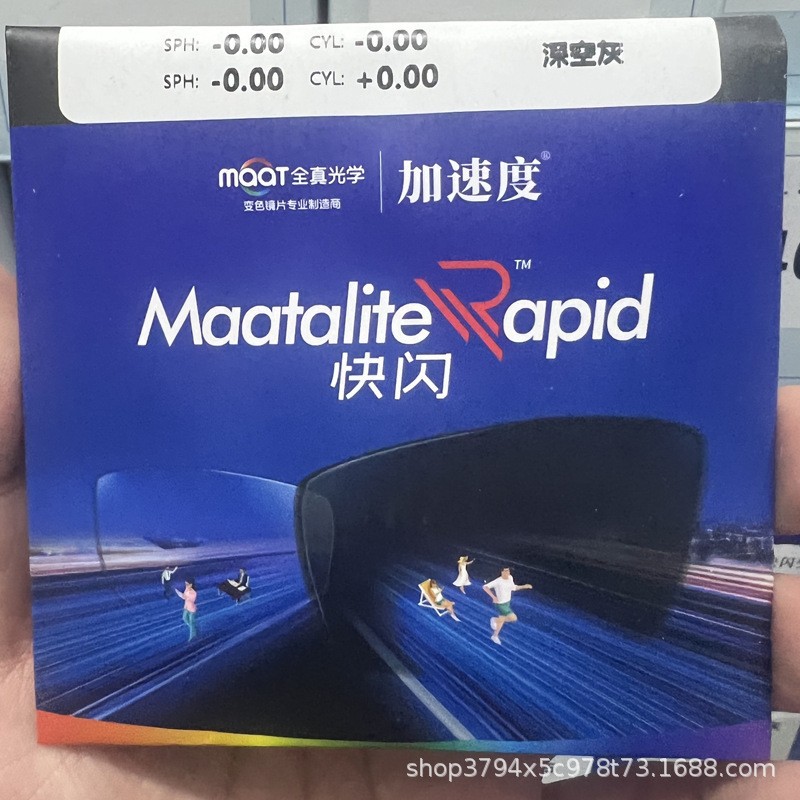 SPH: -0.00 CYL: -0.00
SPH: -0.00 CYL: +0.00
深空灰
maaT全真光学
变色镜片专业制造商
加速度®
Maatalite Rapid™
快闪
shop3794x5c978t73.1688.com